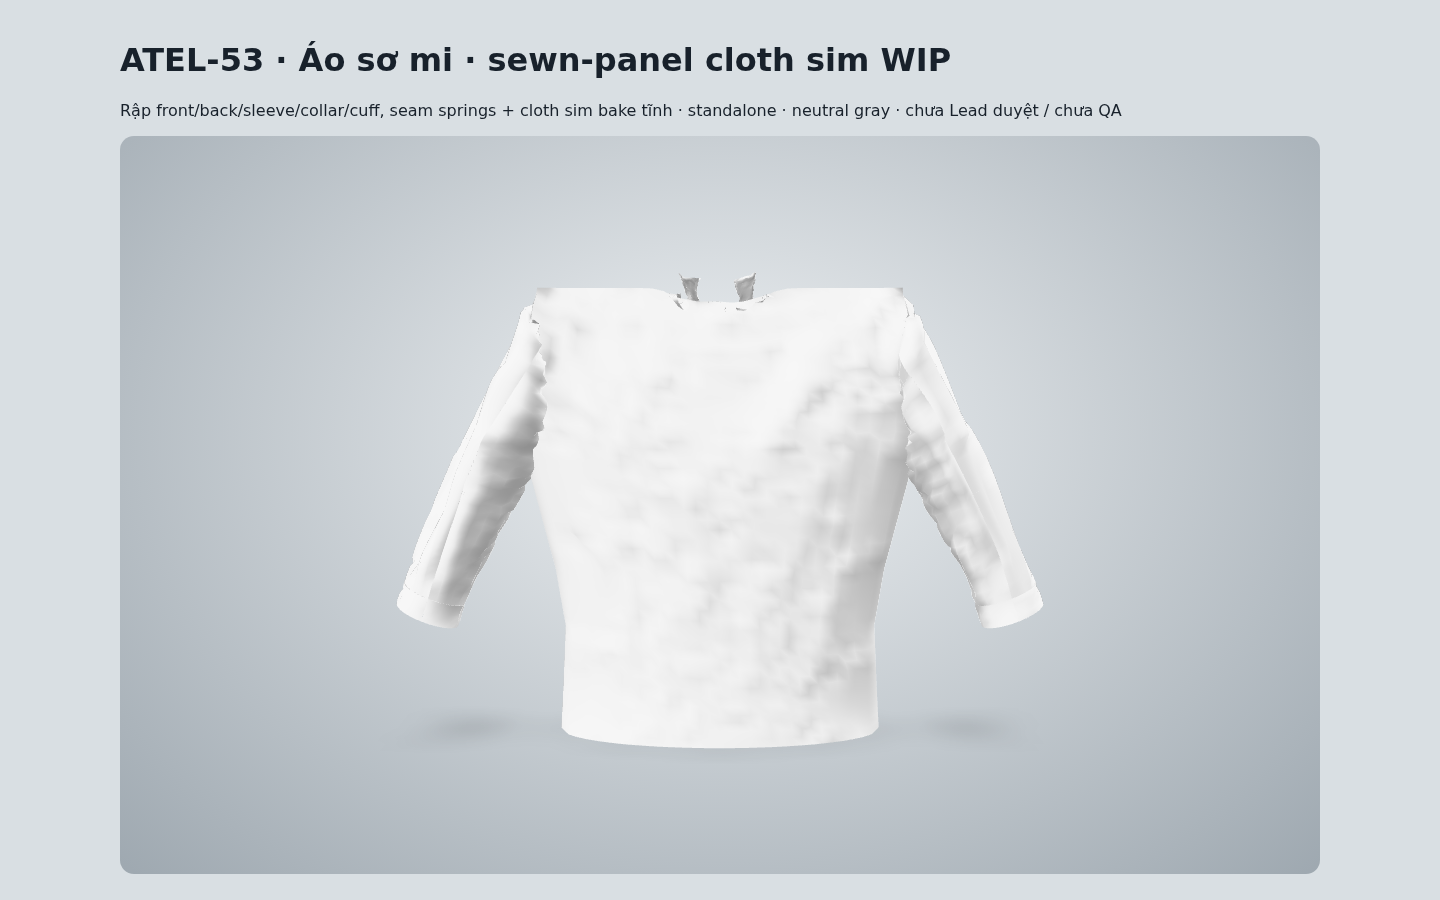 ATEL-53 · Áo sơ mi · sewn-panel cloth sim WIP
Rập front/back/sleeve/collar/cuff, seam springs + cloth sim bake tĩnh · standalone · neutral gray · chưa Lead duyệt / chưa QA